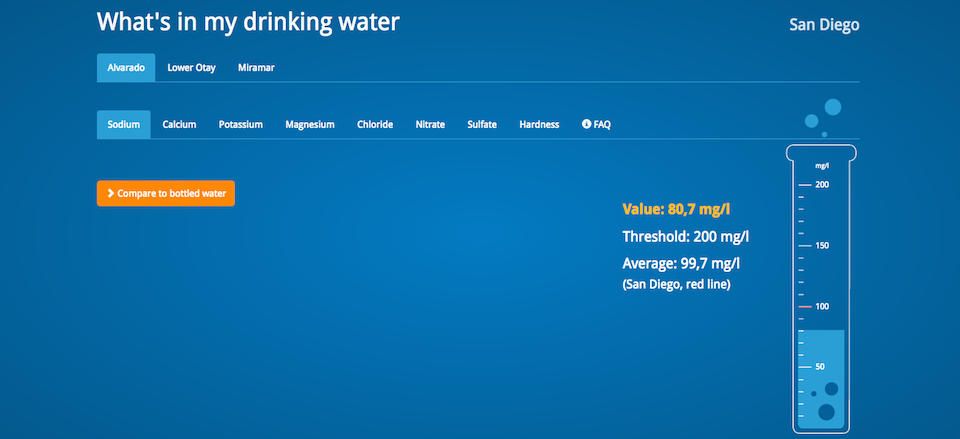 What's in my drinking water
San Diego
Alvarado Lower Otay Miramar
Sodium Calcium Potassium Magnesium Chloride Nitrate Sulfate Hardness FAQ
Compare to bottled water
Value: 80,7 mg/l
Threshold: 200 mg/l
Average: 99,7 mg/l
(San Diego, red line)
mg/l
200
150
100
50